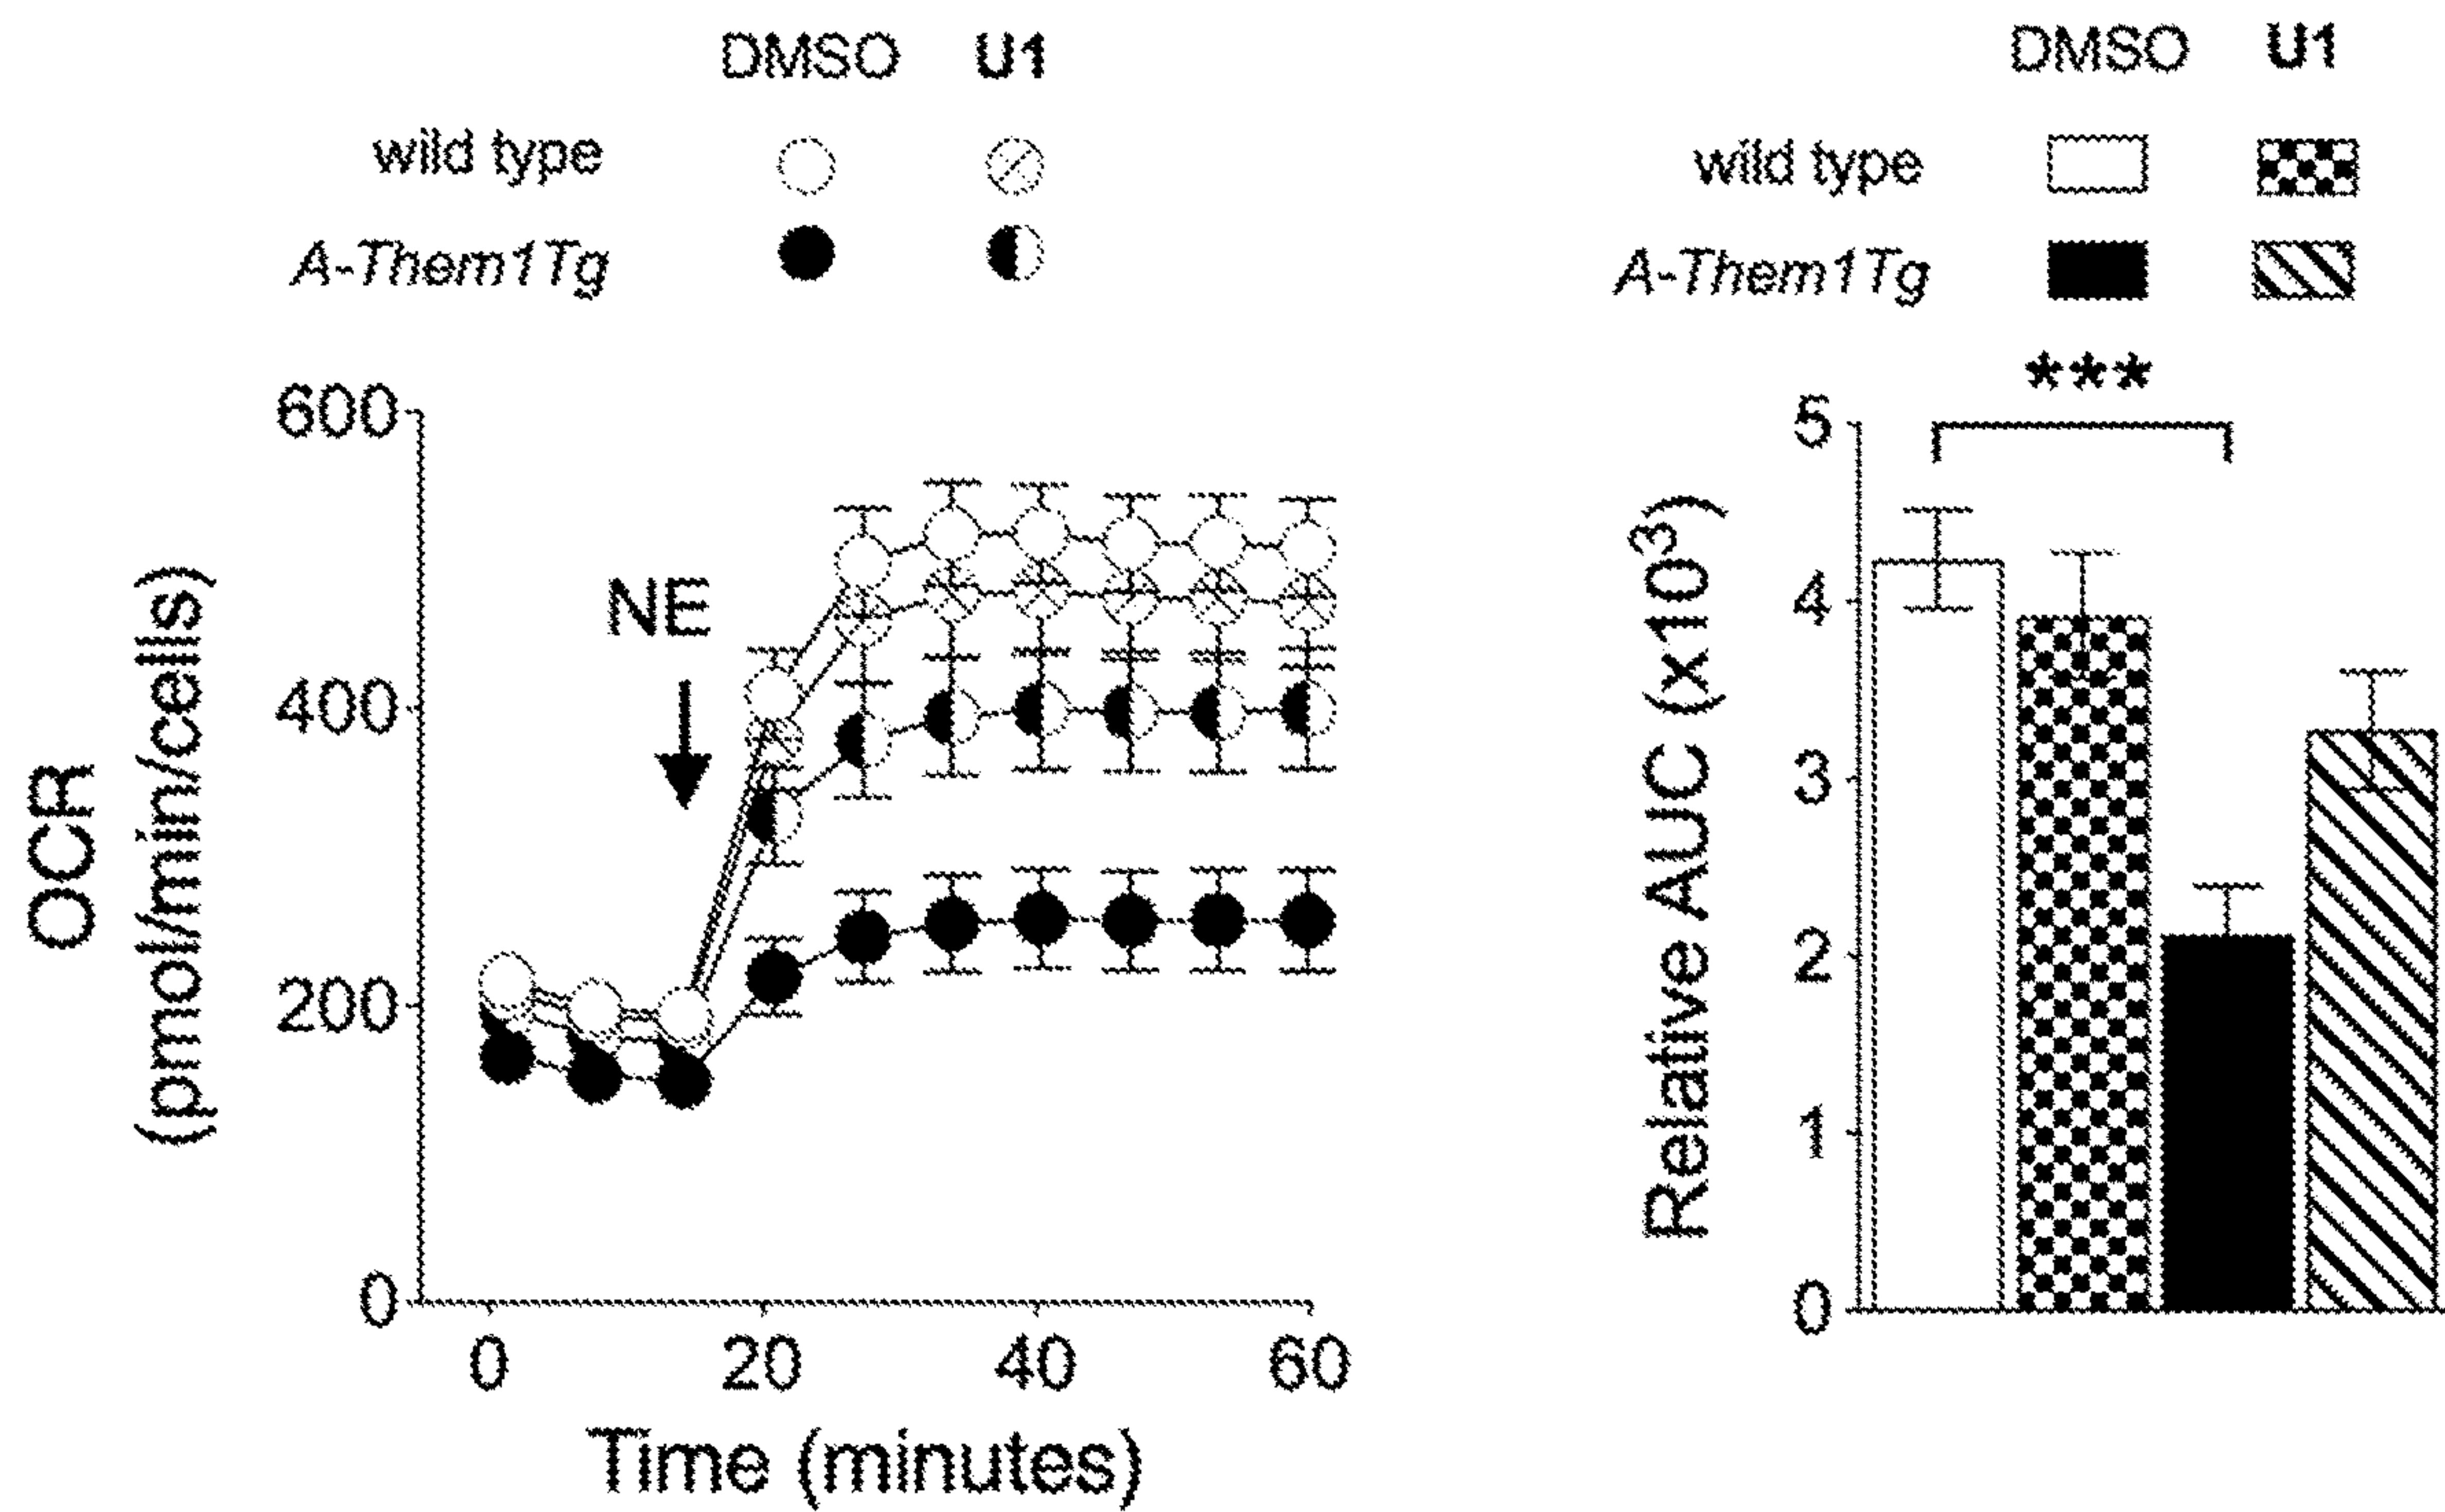 DMSO U1
wild type
A-Them1Tg
600
400
200
0
OCR
(pmol/min/cells)
NE
0 20 40 60
Time (minutes)
DMSO U1
wild type
A-Them1Tg
***
5
4
3
2
1
0
Relative AUC (x10³)